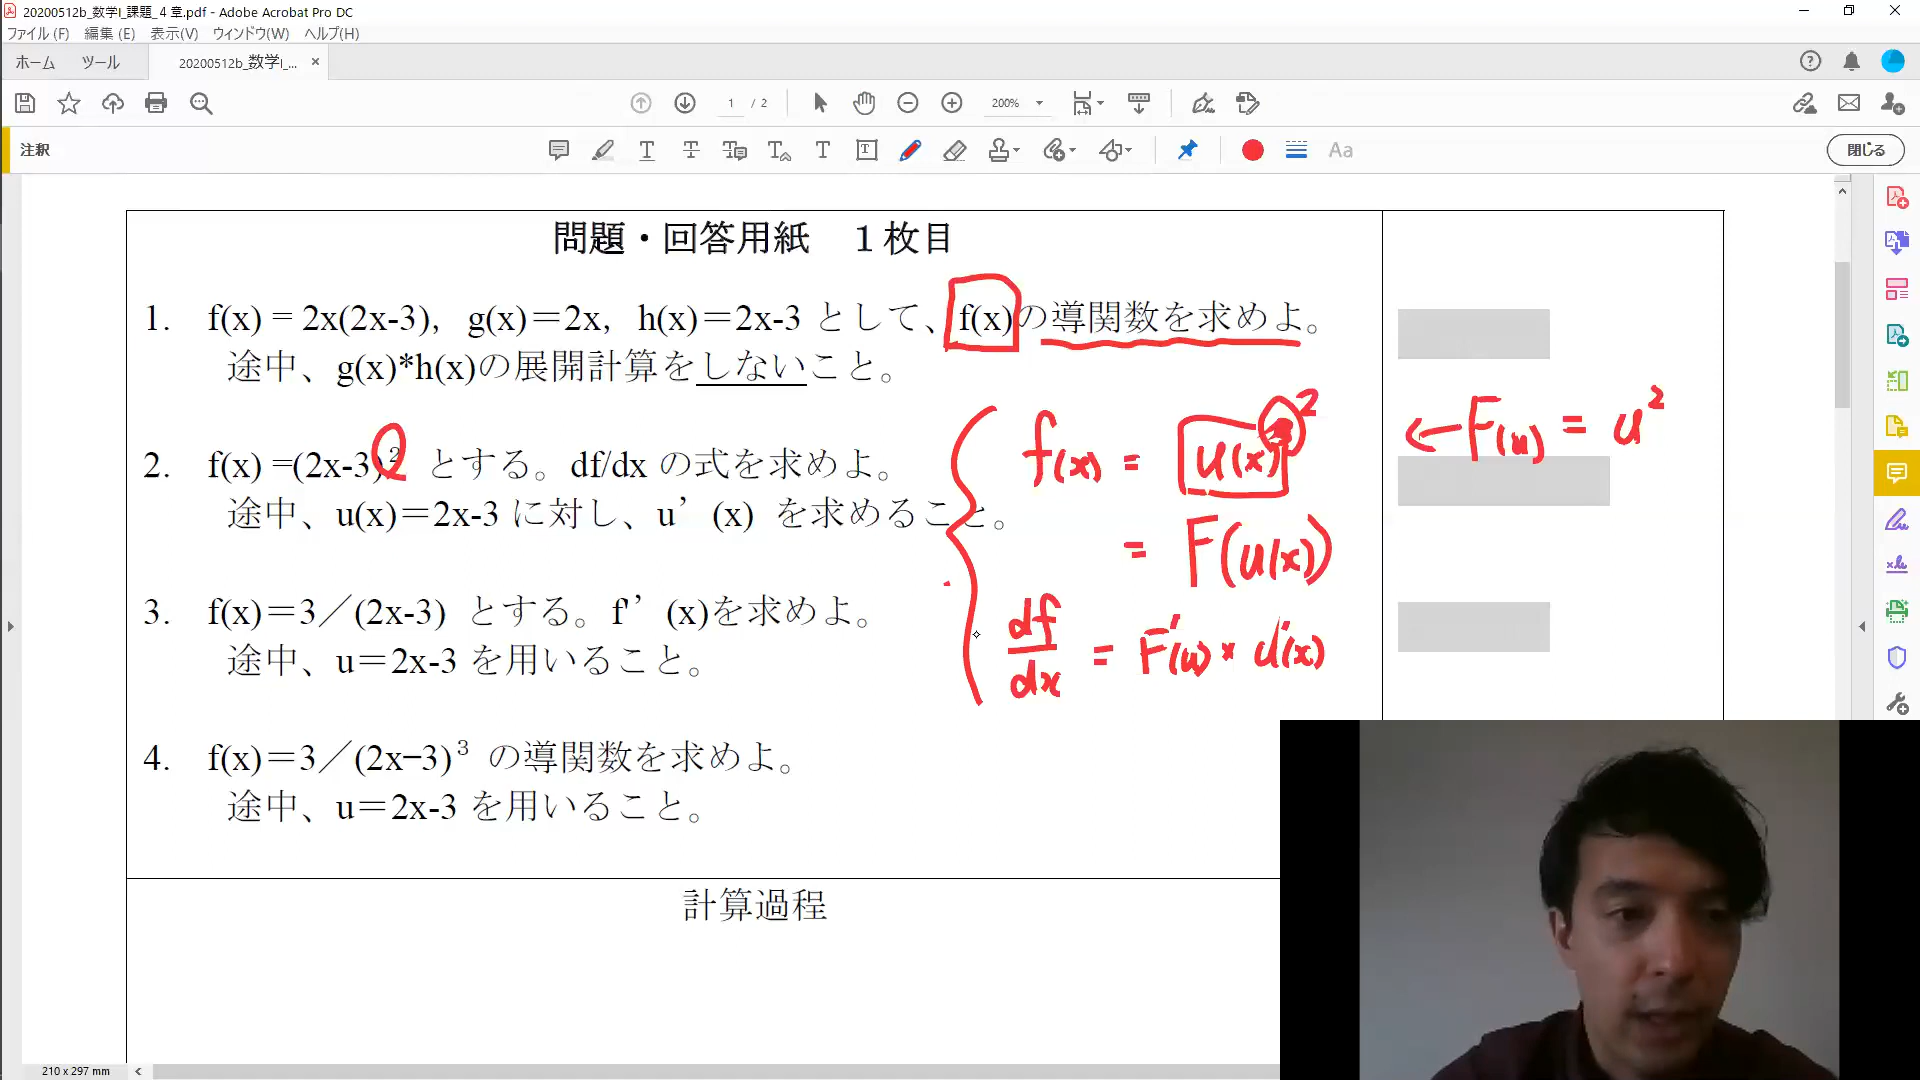 20200512b_数学I_課題_4 章.pdf - Adobe Acrobat Pro DC
ファイル(F) 編集(E) 表示(V) ウィンドウ(W) ヘルプ(H)
ホーム ツール 20200512b_数学I_... ×
1 / 2 200%
注釈 Aa 閉じる
問題・回答用紙 １枚目
1. f(x) = 2x(2x-3), g(x)＝2x, h(x)＝2x-3 として、f(x)の導関数を求めよ。
途中、g(x)*h(x)の展開計算をしないこと。
f(x) = u(x)² ← F(u) = u²
2. f(x) =(2x-3)² とする。df/dx の式を求めよ。
途中、u(x)＝2x-3 に対し、u’(x) を求めること。
= F(u(x))
3. f(x)＝3／(2x-3) とする。f’(x)を求めよ。
途中、u＝2x-3 を用いること。
df/dx = F'(u) × u'(x)
4. f(x)＝3／(2x−3)³ の導関数を求めよ。
途中、u＝2x-3 を用いること。
計算過程
210 x 297 mm